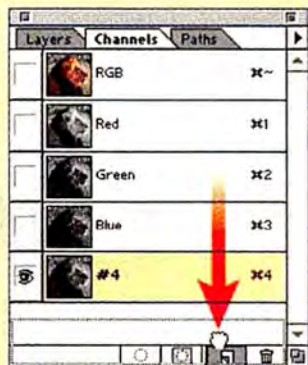 Layers Channels Paths
RGB ⌘~
Red ⌘1
Green ⌘2
Blue ⌘3
#4 ⌘4